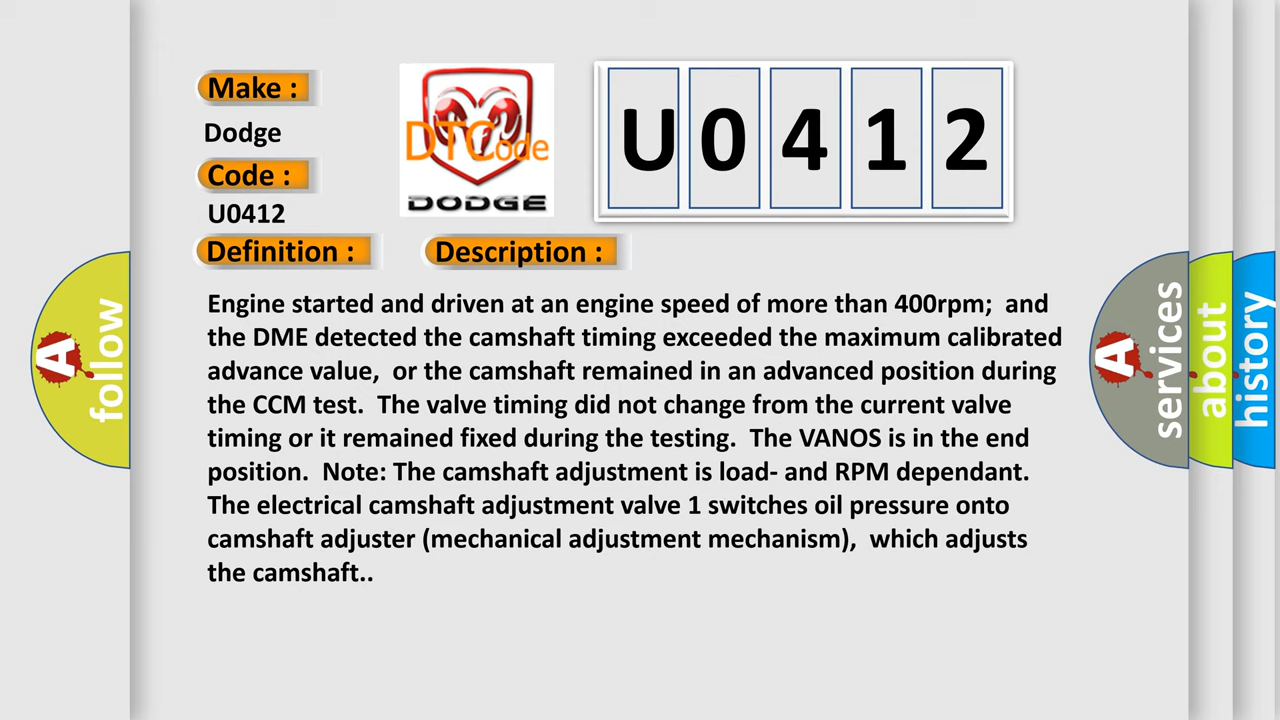 Make :
Dodge
Code :
U0412
DTCode
DODGE
U0412
Definition :
Description :
Engine started and driven at an engine speed of more than 400rpm;  and
the DME detected the camshaft timing exceeded the maximum calibrated
advance value,  or the camshaft remained in an advanced position during
the CCM test.  The valve timing did not change from the current valve
timing or it remained fixed during the testing.  The VANOS is in the end
position.  Note: The camshaft adjustment is load- and RPM dependant.
The electrical camshaft adjustment valve 1 switches oil pressure onto
camshaft adjuster (mechanical adjustment mechanism),  which adjusts
the camshaft..
A follow
A services
about
history